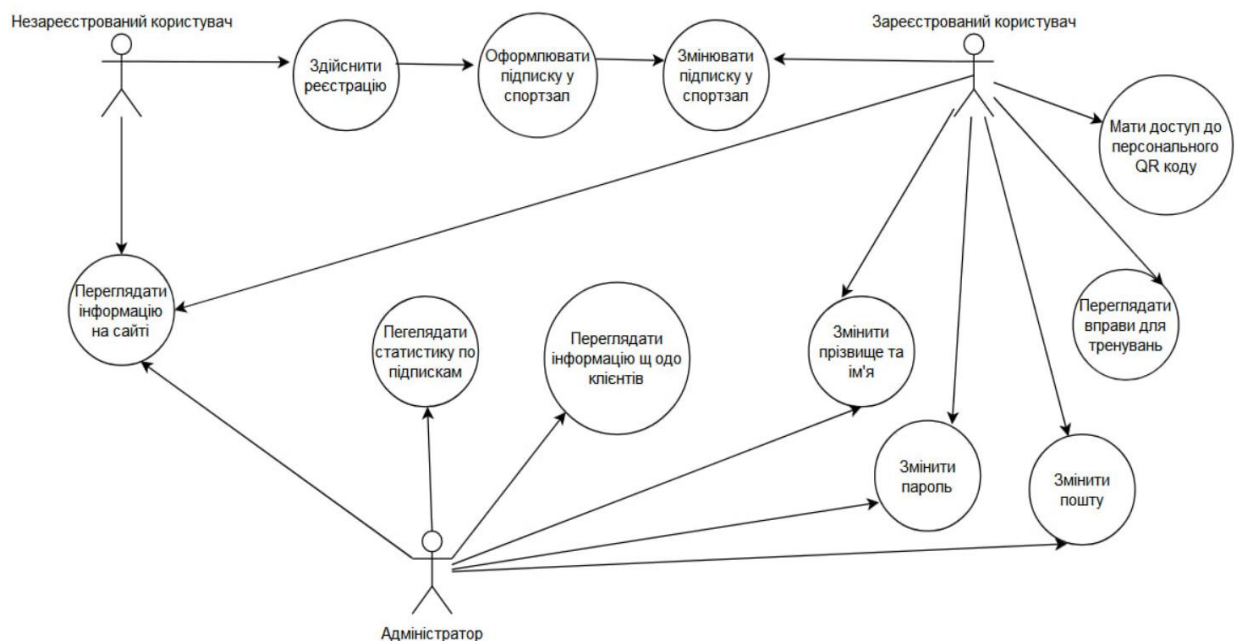 Незареєстрований користувач
Зареєстрований користувач
Здійснити
реєстрацію
Оформлювати
підписку у
спортзал
Змінювати
підписку у
спортзал
Мати доступ до
персонального
QR коду
Переглядати
інформацію
на сайті
Пегелядати
статистику по
підпискам
Переглядати
інформацію щ одо
клієнтів
Змінити
прізвище та
ім'я
Переглядати
вправи для
тренувань
Змінити
пароль
Змінити
пошту
Адміністратор